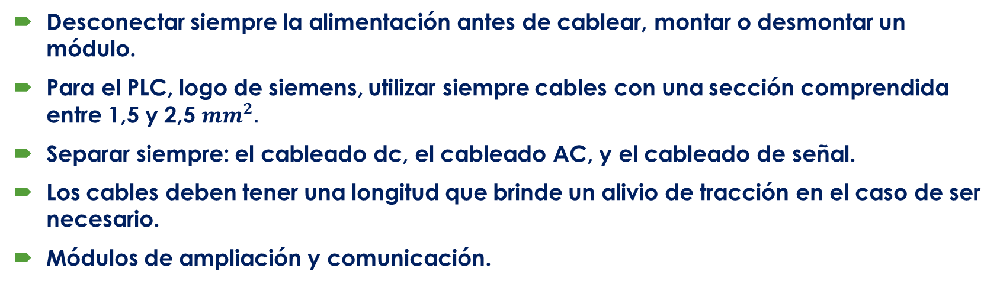 Desconectar siempre la alimentación antes de cablear, montar o desmontar un
módulo.
Para el PLC, logo de siemens, utilizar siempre cables con una sección comprendida
entre 1,5 y 2,5 mm².
Separar siempre: el cableado dc, el cableado AC, y el cableado de señal.
Los cables deben tener una longitud que brinde un alivio de tracción en el caso de ser
necesario.
Módulos de ampliación y comunicación.